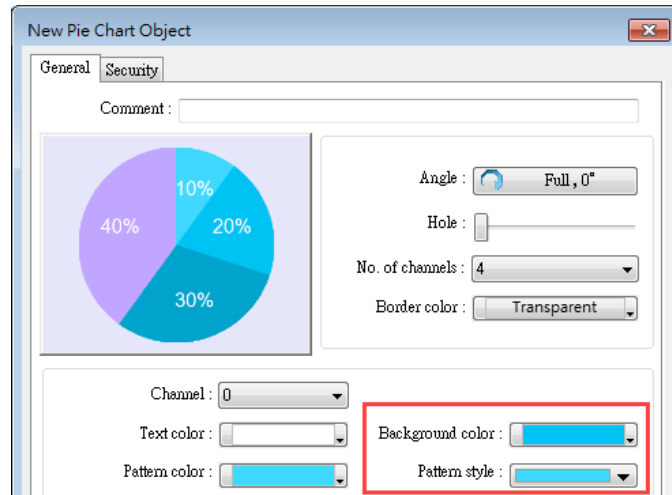 New Pie Chart Object
General Security
Comment :
10%
40%
20%
30%
Angle : Full , 0°
Hole :
No. of channels : 4
Border color : Transparent
Channel : 0
Text color :
Background color :
Pattern color :
Pattern style :